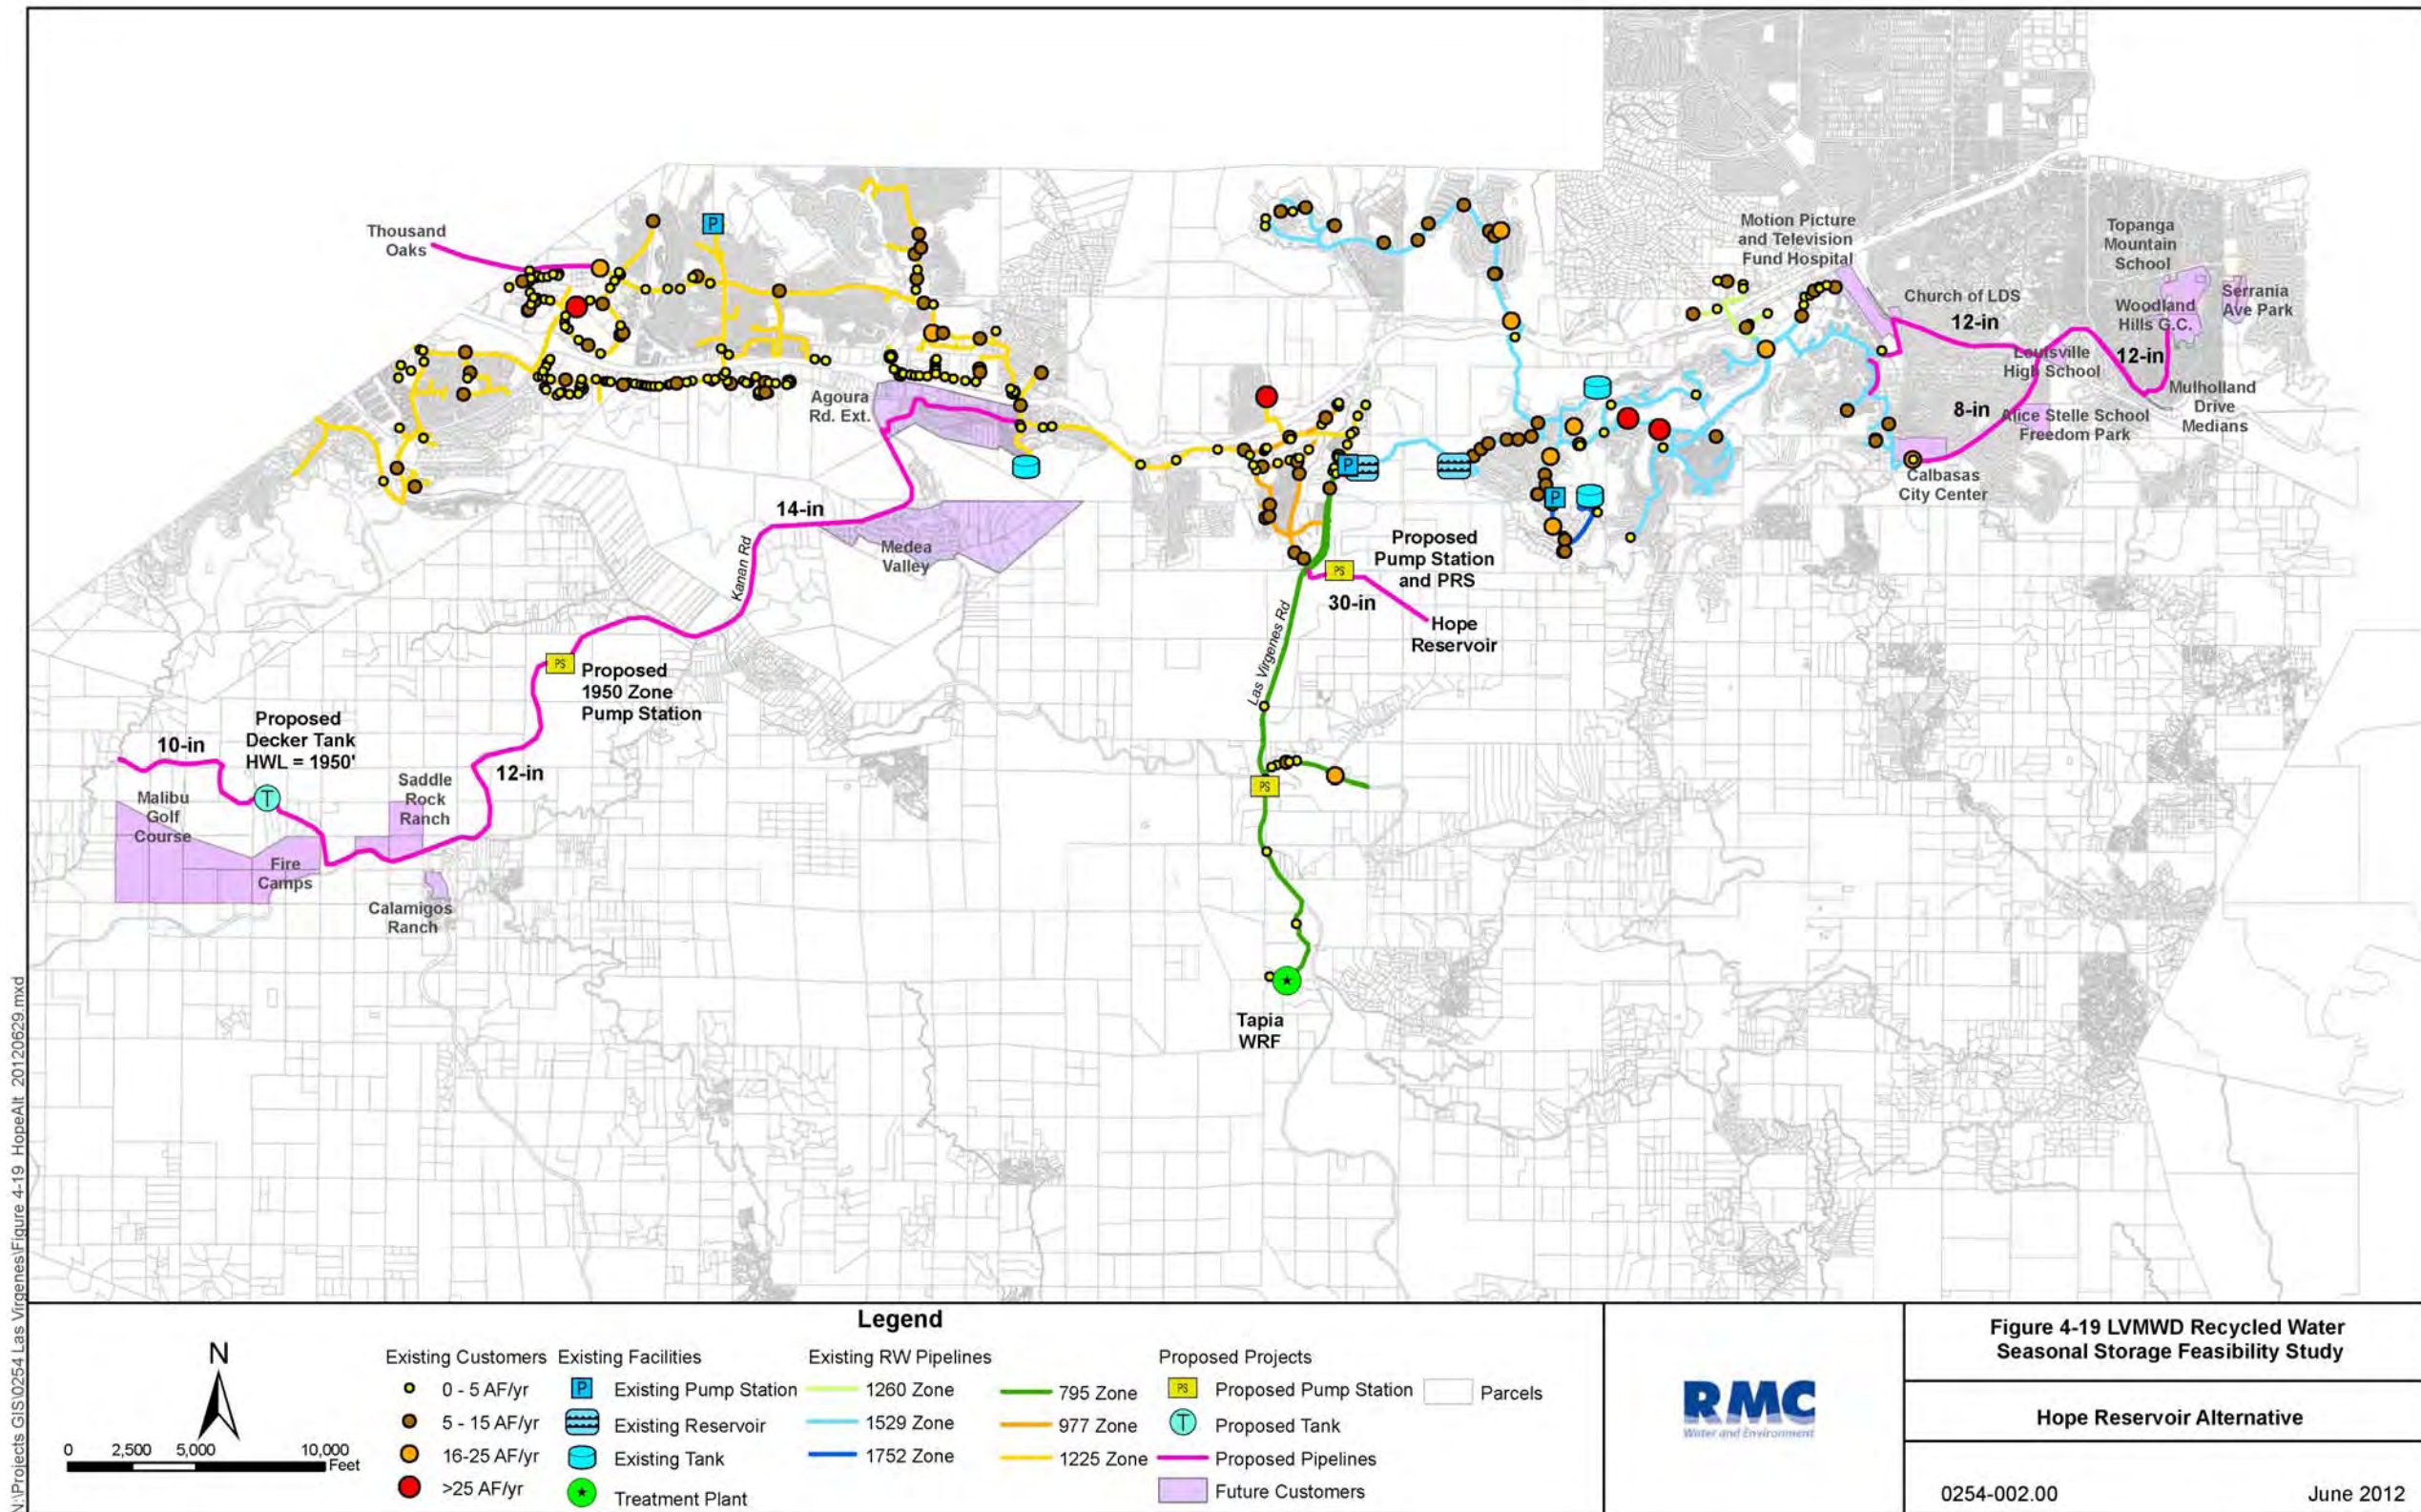 Thousand
Oaks
P
Motion Picture
and Television
Fund Hospital
Topanga
Mountain
School
Church of LDS
12-in
Woodland
Hills G.C.
Serrania
Ave Park
Louisville
High School
12-in
Mulholland
Drive
Medians
8-in
Alice Stelle School
Freedom Park
Calbasas
City Center
Agoura
Rd. Ext.
P
P
14-in
Medea
Valley
Kanan Rd
Proposed
Pump Station
and PRS
PS
30-in
Hope
Reservoir
Las Virgenes Rd
PS
Proposed
1950 Zone
Pump Station
Proposed
Decker Tank
HWL = 1950'
10-in
12-in
T
Saddle
Rock
Ranch
Malibu
Golf
Course
Fire
Camps
Calamigos
Ranch
PS
Tapia
WRF
N:\Projects GIS\0254 Las Virgenes\Figure 4-19_HopeAlt_20120629.mxd
Legend
N
0 2,500 5,000 10,000
Feet
Existing Customers
0 - 5 AF/yr
5 - 15 AF/yr
16-25 AF/yr
>25 AF/yr
Existing Facilities
P Existing Pump Station
Existing Reservoir
Existing Tank
Treatment Plant
Existing RW Pipelines
1260 Zone
1529 Zone
1752 Zone
795 Zone
977 Zone
1225 Zone
Proposed Projects
PS Proposed Pump Station
T Proposed Tank
Proposed Pipelines
Future Customers
Parcels
RMC
Water and Environment
Figure 4-19 LVMWD Recycled Water
Seasonal Storage Feasibility Study
Hope Reservoir Alternative
0254-002.00 June 2012